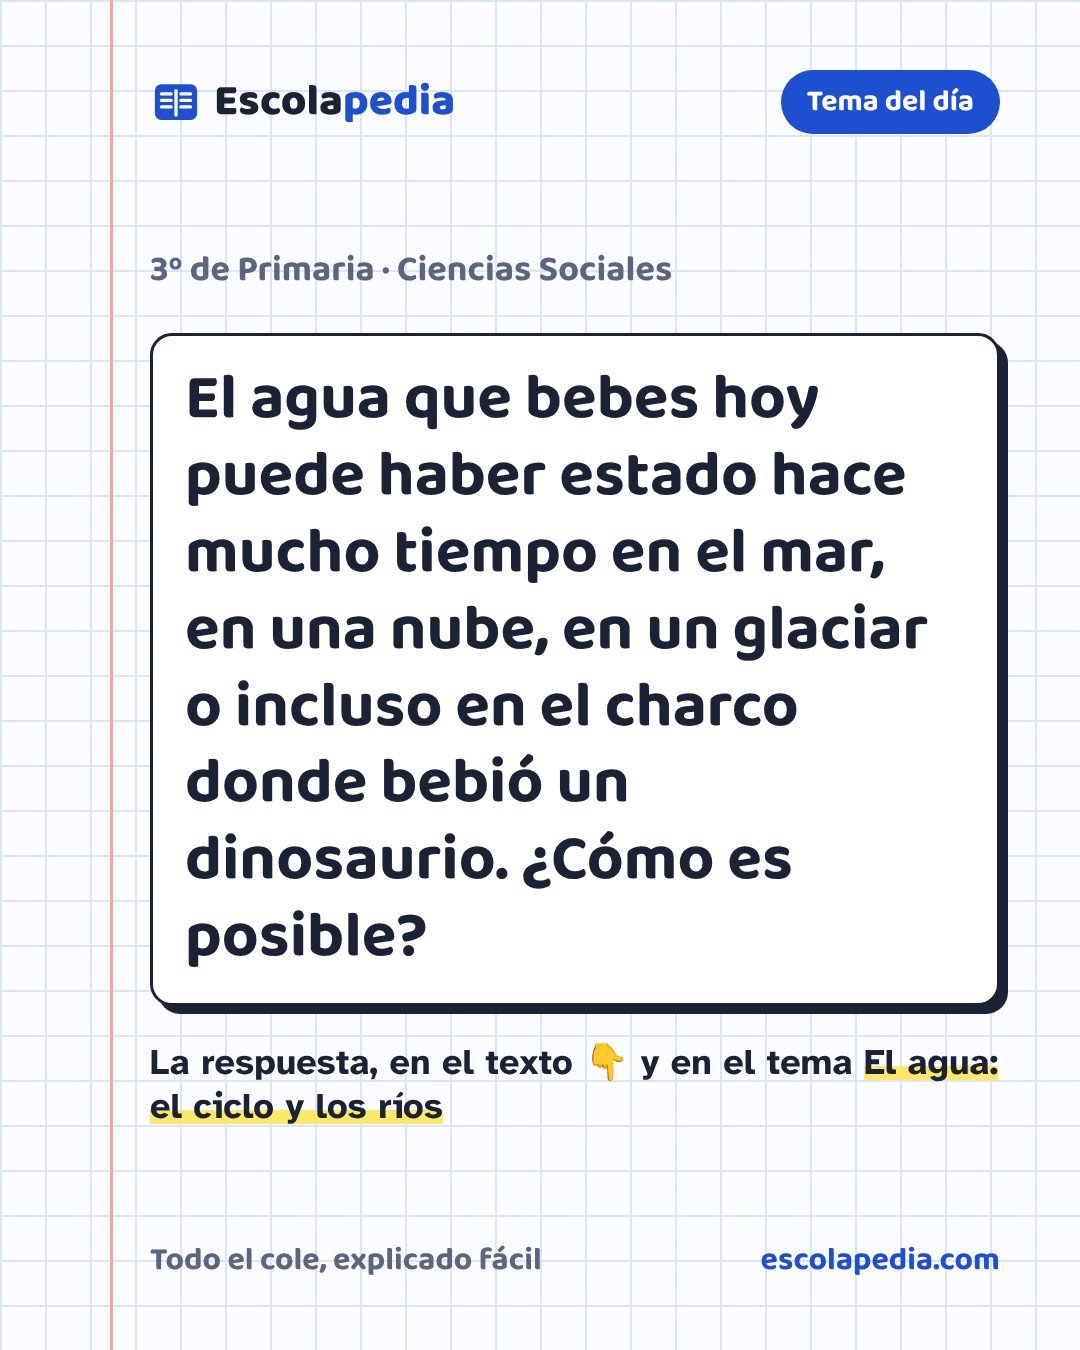 Escolapedia
Tema del día
3º de Primaria · Ciencias Sociales
El agua que bebes hoy
puede haber estado hace
mucho tiempo en el mar,
en una nube, en un glaciar
o incluso en el charco
donde bebió un
dinosaurio. ¿Cómo es
posible?
La respuesta, en el texto 👇 y en el tema El agua:
el ciclo y los ríos
Todo el cole, explicado fácil
escolapedia.com